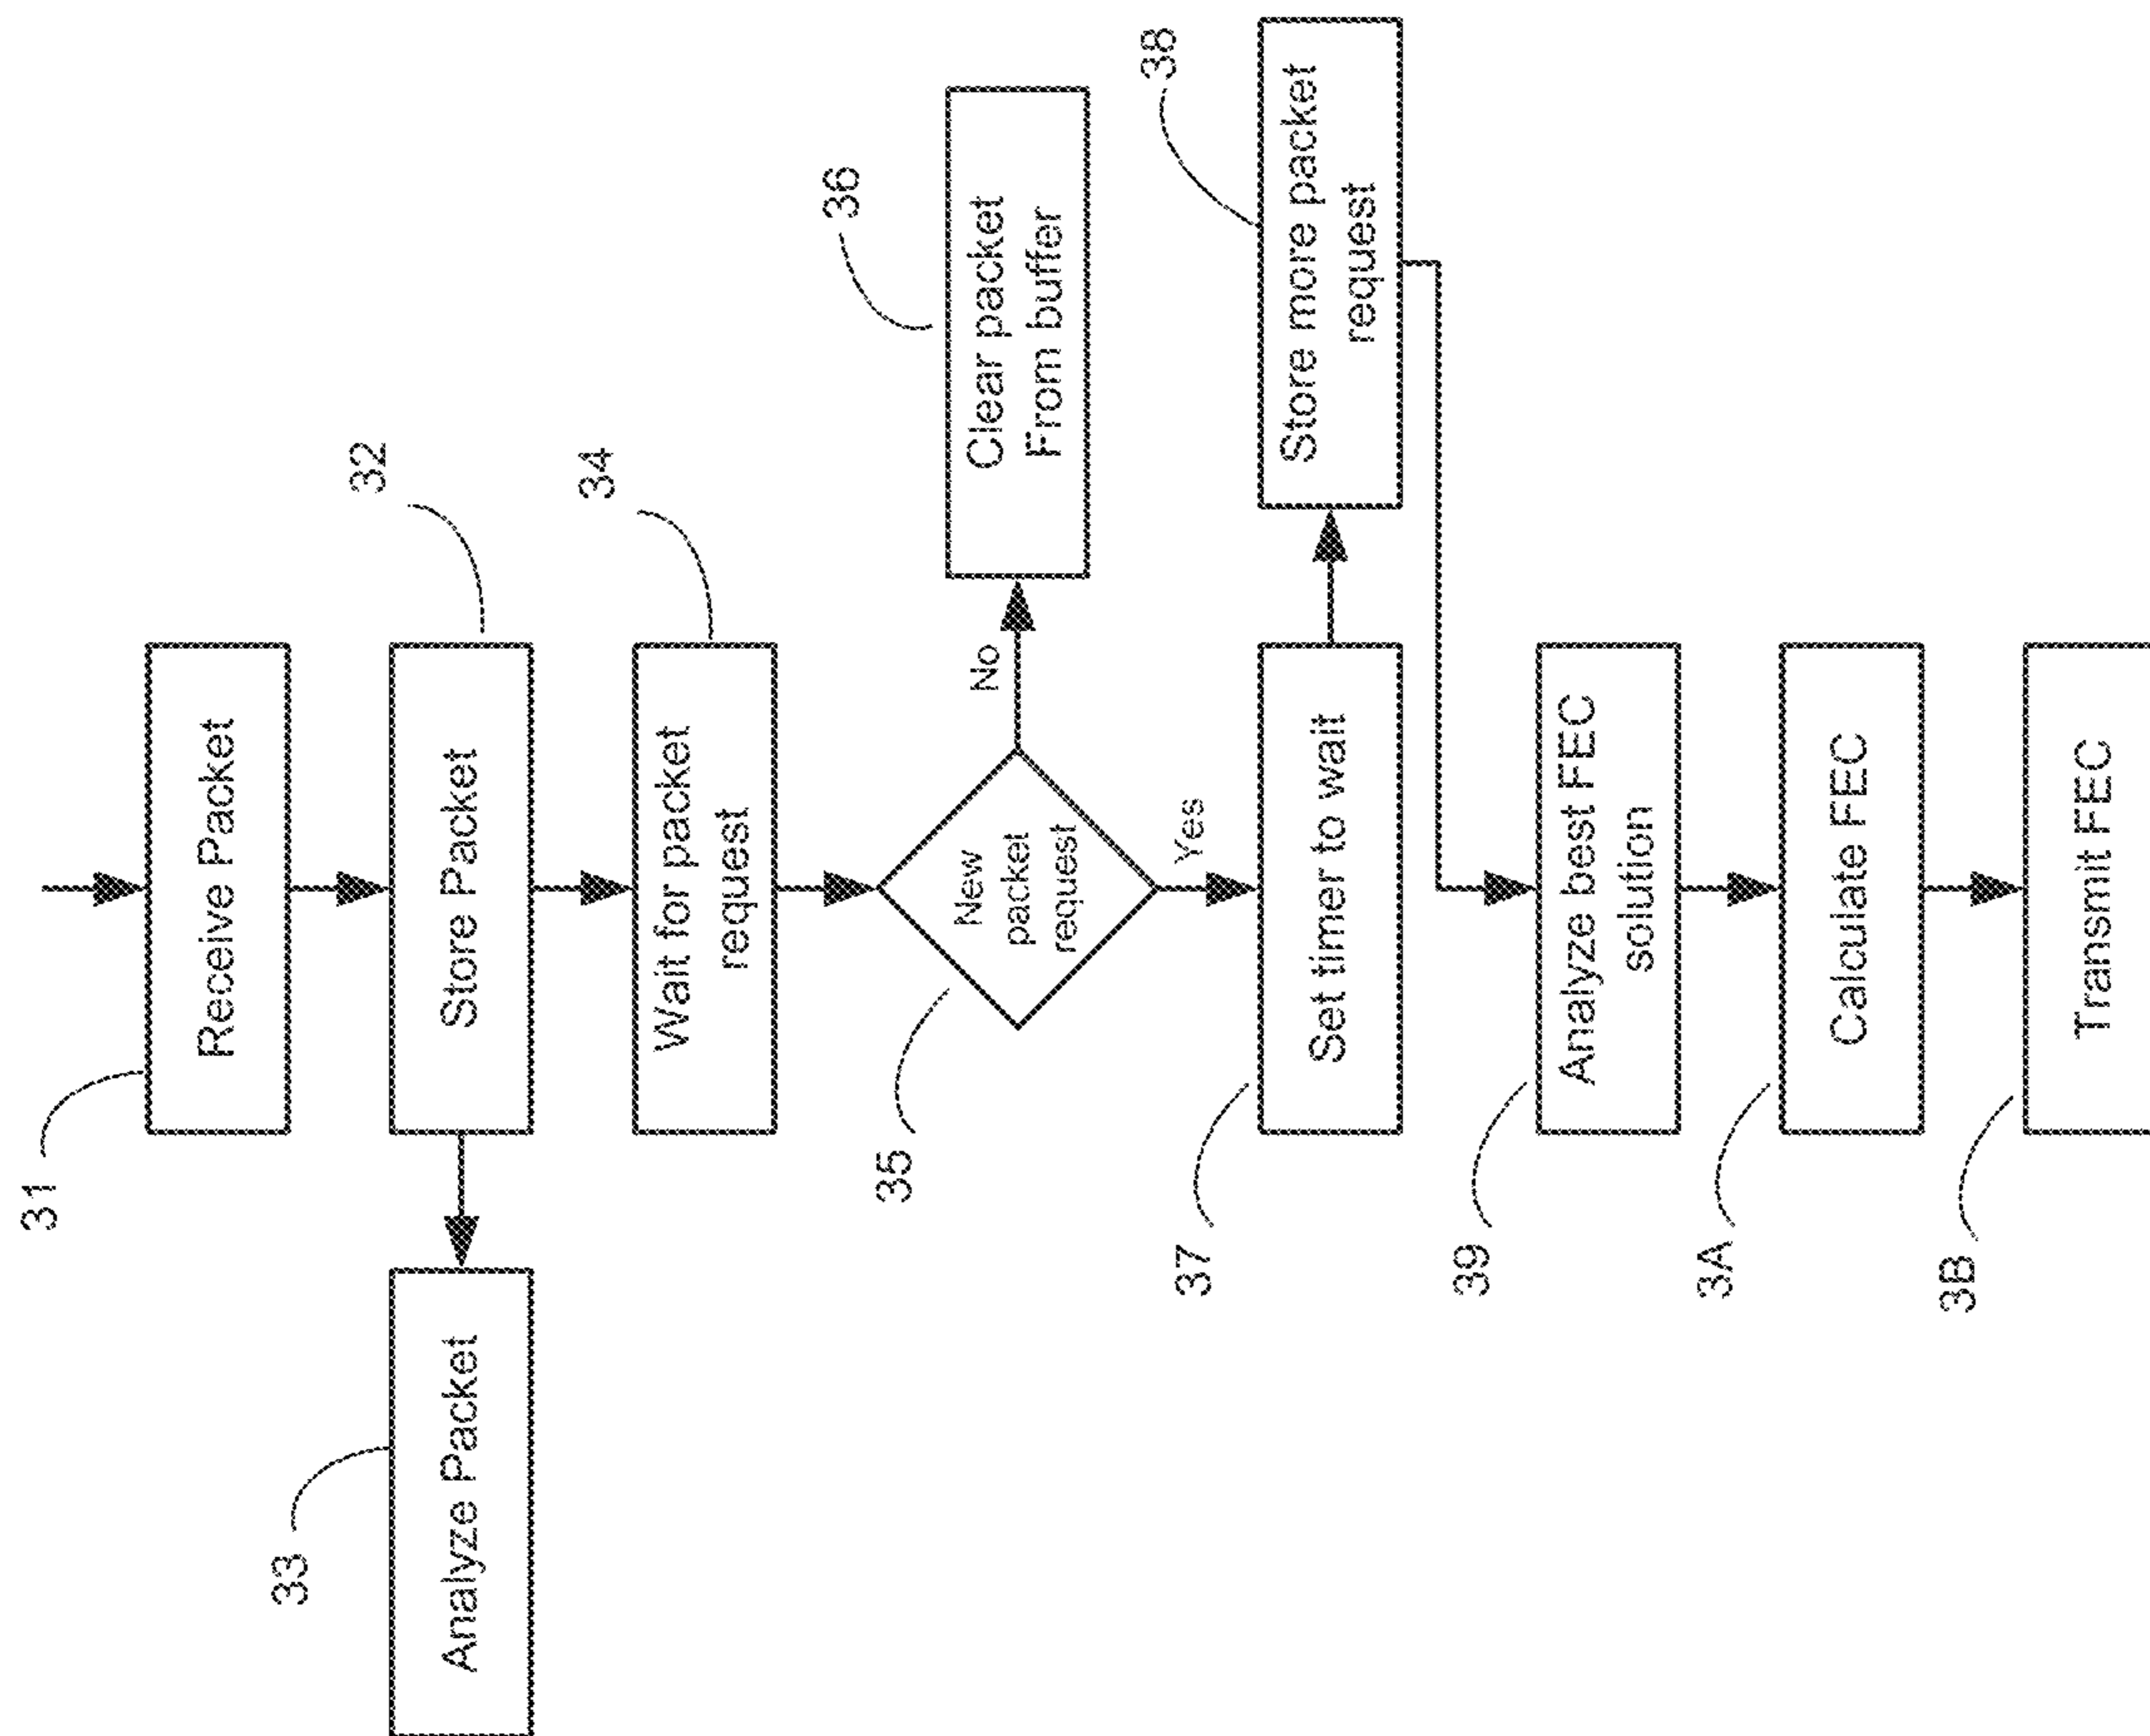 31
Receive Packet
32
Store Packet
33
Analyze Packet
34
Wait for packet
request
35
New
packet
request
No
36
Clear packet
From buffer
Yes
37
Set timer to wait
38
Store more packet
request
39
Analyze best FEC
solution
3A
Calculate FEC
3B
Transmit FEC